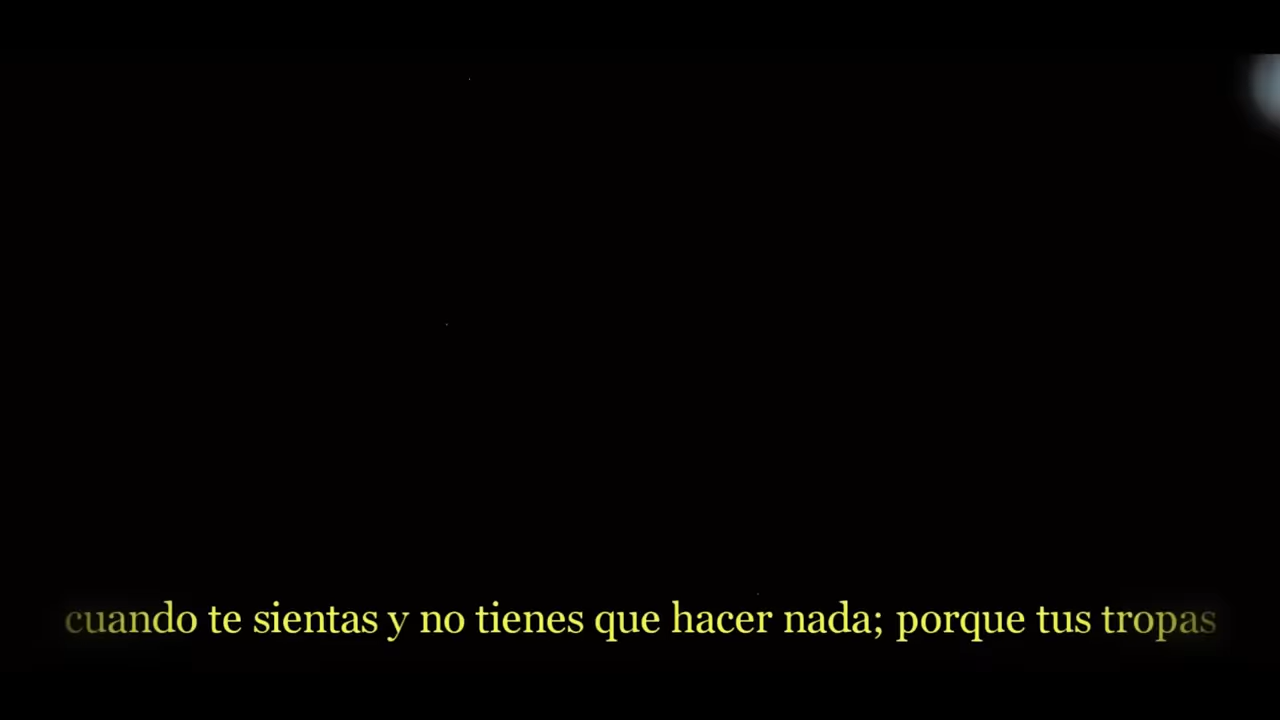 cuando te sientas y no tienes que hacer nada; porque tus tropas